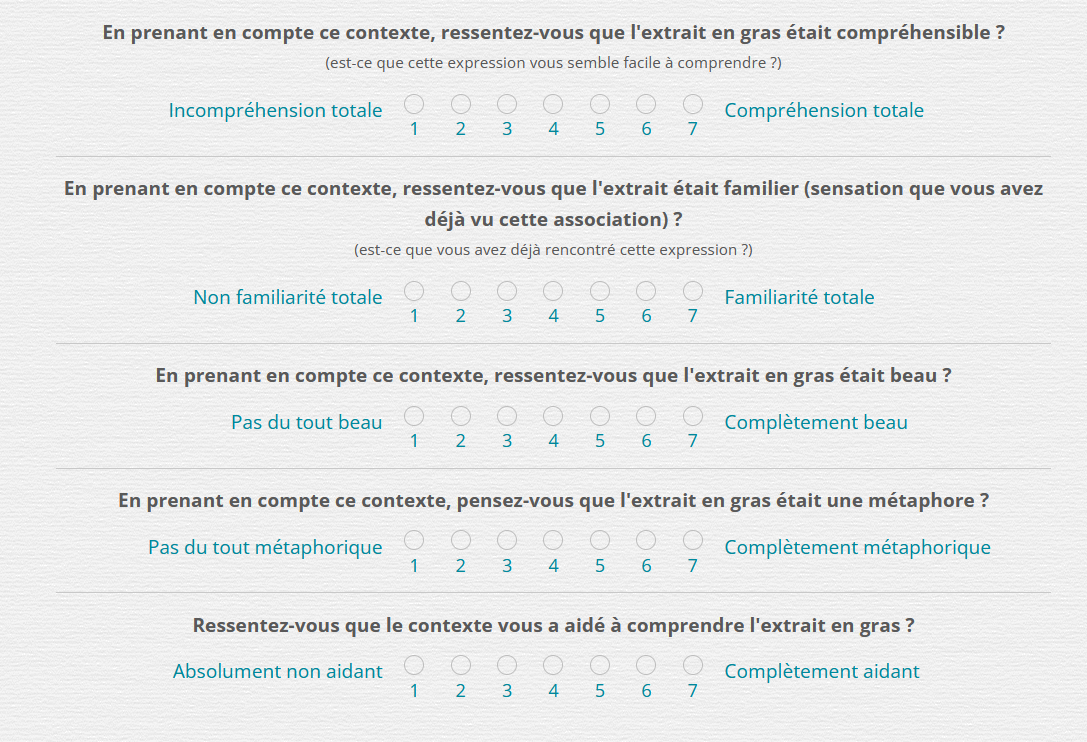 En prenant en compte ce contexte, ressentez-vous que l'extrait en gras était compréhensible ?
(est-ce que cette expression vous semble facile à comprendre ?)
Incompréhension totale 1 2 3 4 5 6 7 Compréhension totale
En prenant en compte ce contexte, ressentez-vous que l'extrait était familier (sensation que vous avez
déjà vu cette association) ?
(est-ce que vous avez déjà rencontré cette expression ?)
Non familiarité totale 1 2 3 4 5 6 7 Familiarité totale
En prenant en compte ce contexte, ressentez-vous que l'extrait en gras était beau ?
Pas du tout beau 1 2 3 4 5 6 7 Complètement beau
En prenant en compte ce contexte, pensez-vous que l'extrait en gras était une métaphore ?
Pas du tout métaphorique 1 2 3 4 5 6 7 Complètement métaphorique
Ressentez-vous que le contexte vous a aidé à comprendre l'extrait en gras ?
Absolument non aidant 1 2 3 4 5 6 7 Complètement aidant